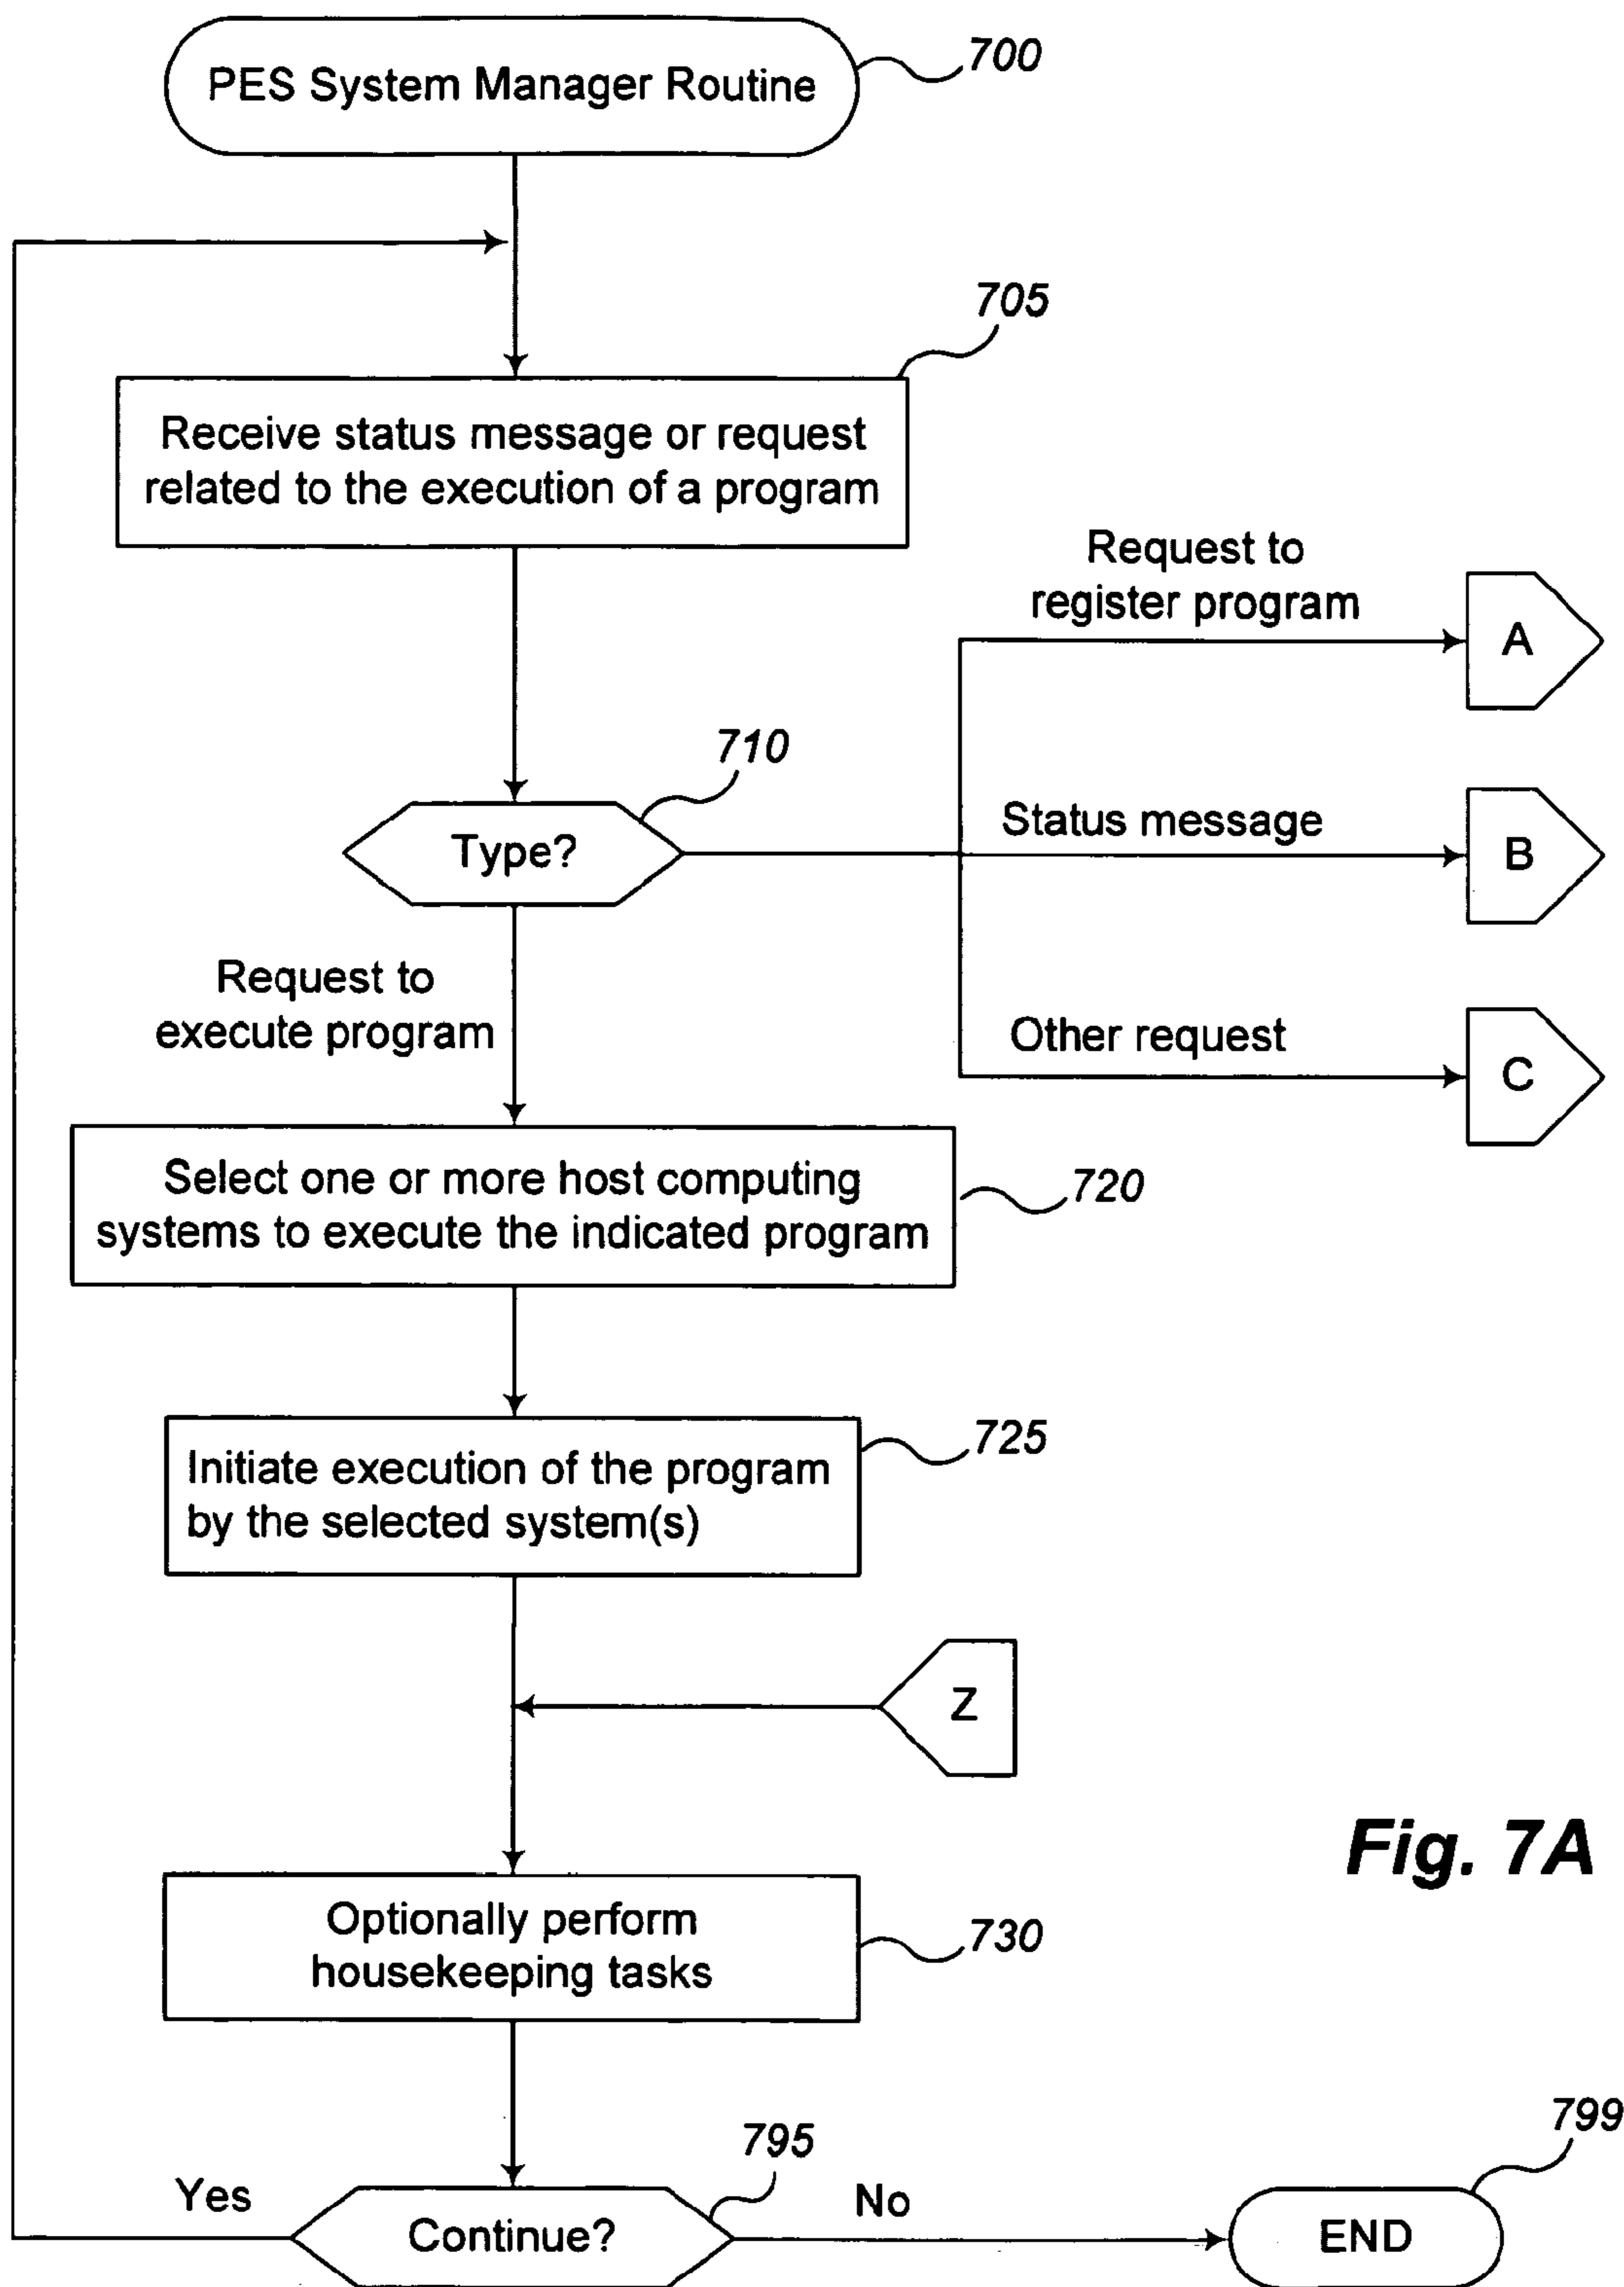 PES System Manager Routine
700
705
Receive status message or request
related to the execution of a program
Request to
register program
A
710
Type?
Status message
B
Request to
execute program
Other request
C
Select one or more host computing
systems to execute the indicated program
720
Initiate execution of the program
by the selected system(s)
725
Z
Fig. 7A
Optionally perform
housekeeping tasks
730
795
799
Yes
Continue?
No
END